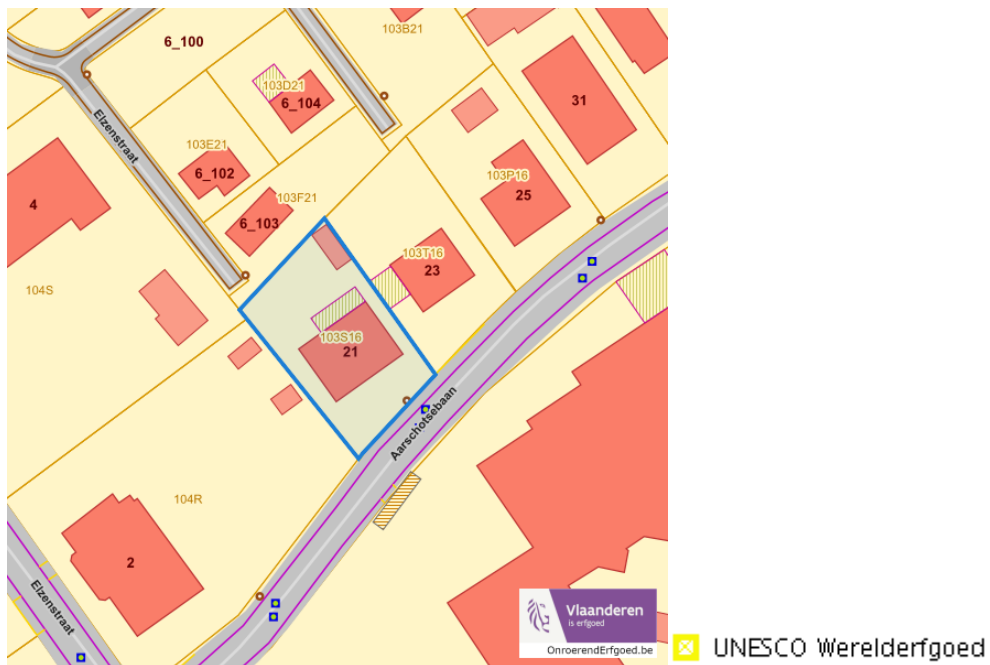 103B21
6_100
103D21
6_104
31
Elzenstraat
103E21
6_102
103P16
25
4
103F21
6_103
103T16
23
104S
103S16
21
Aarschotsebaan
104R
2
Elzenstraat
Vlaanderen
is erfgoed
OnroerendErfgoed.be
UNESCO Werelderfgoed